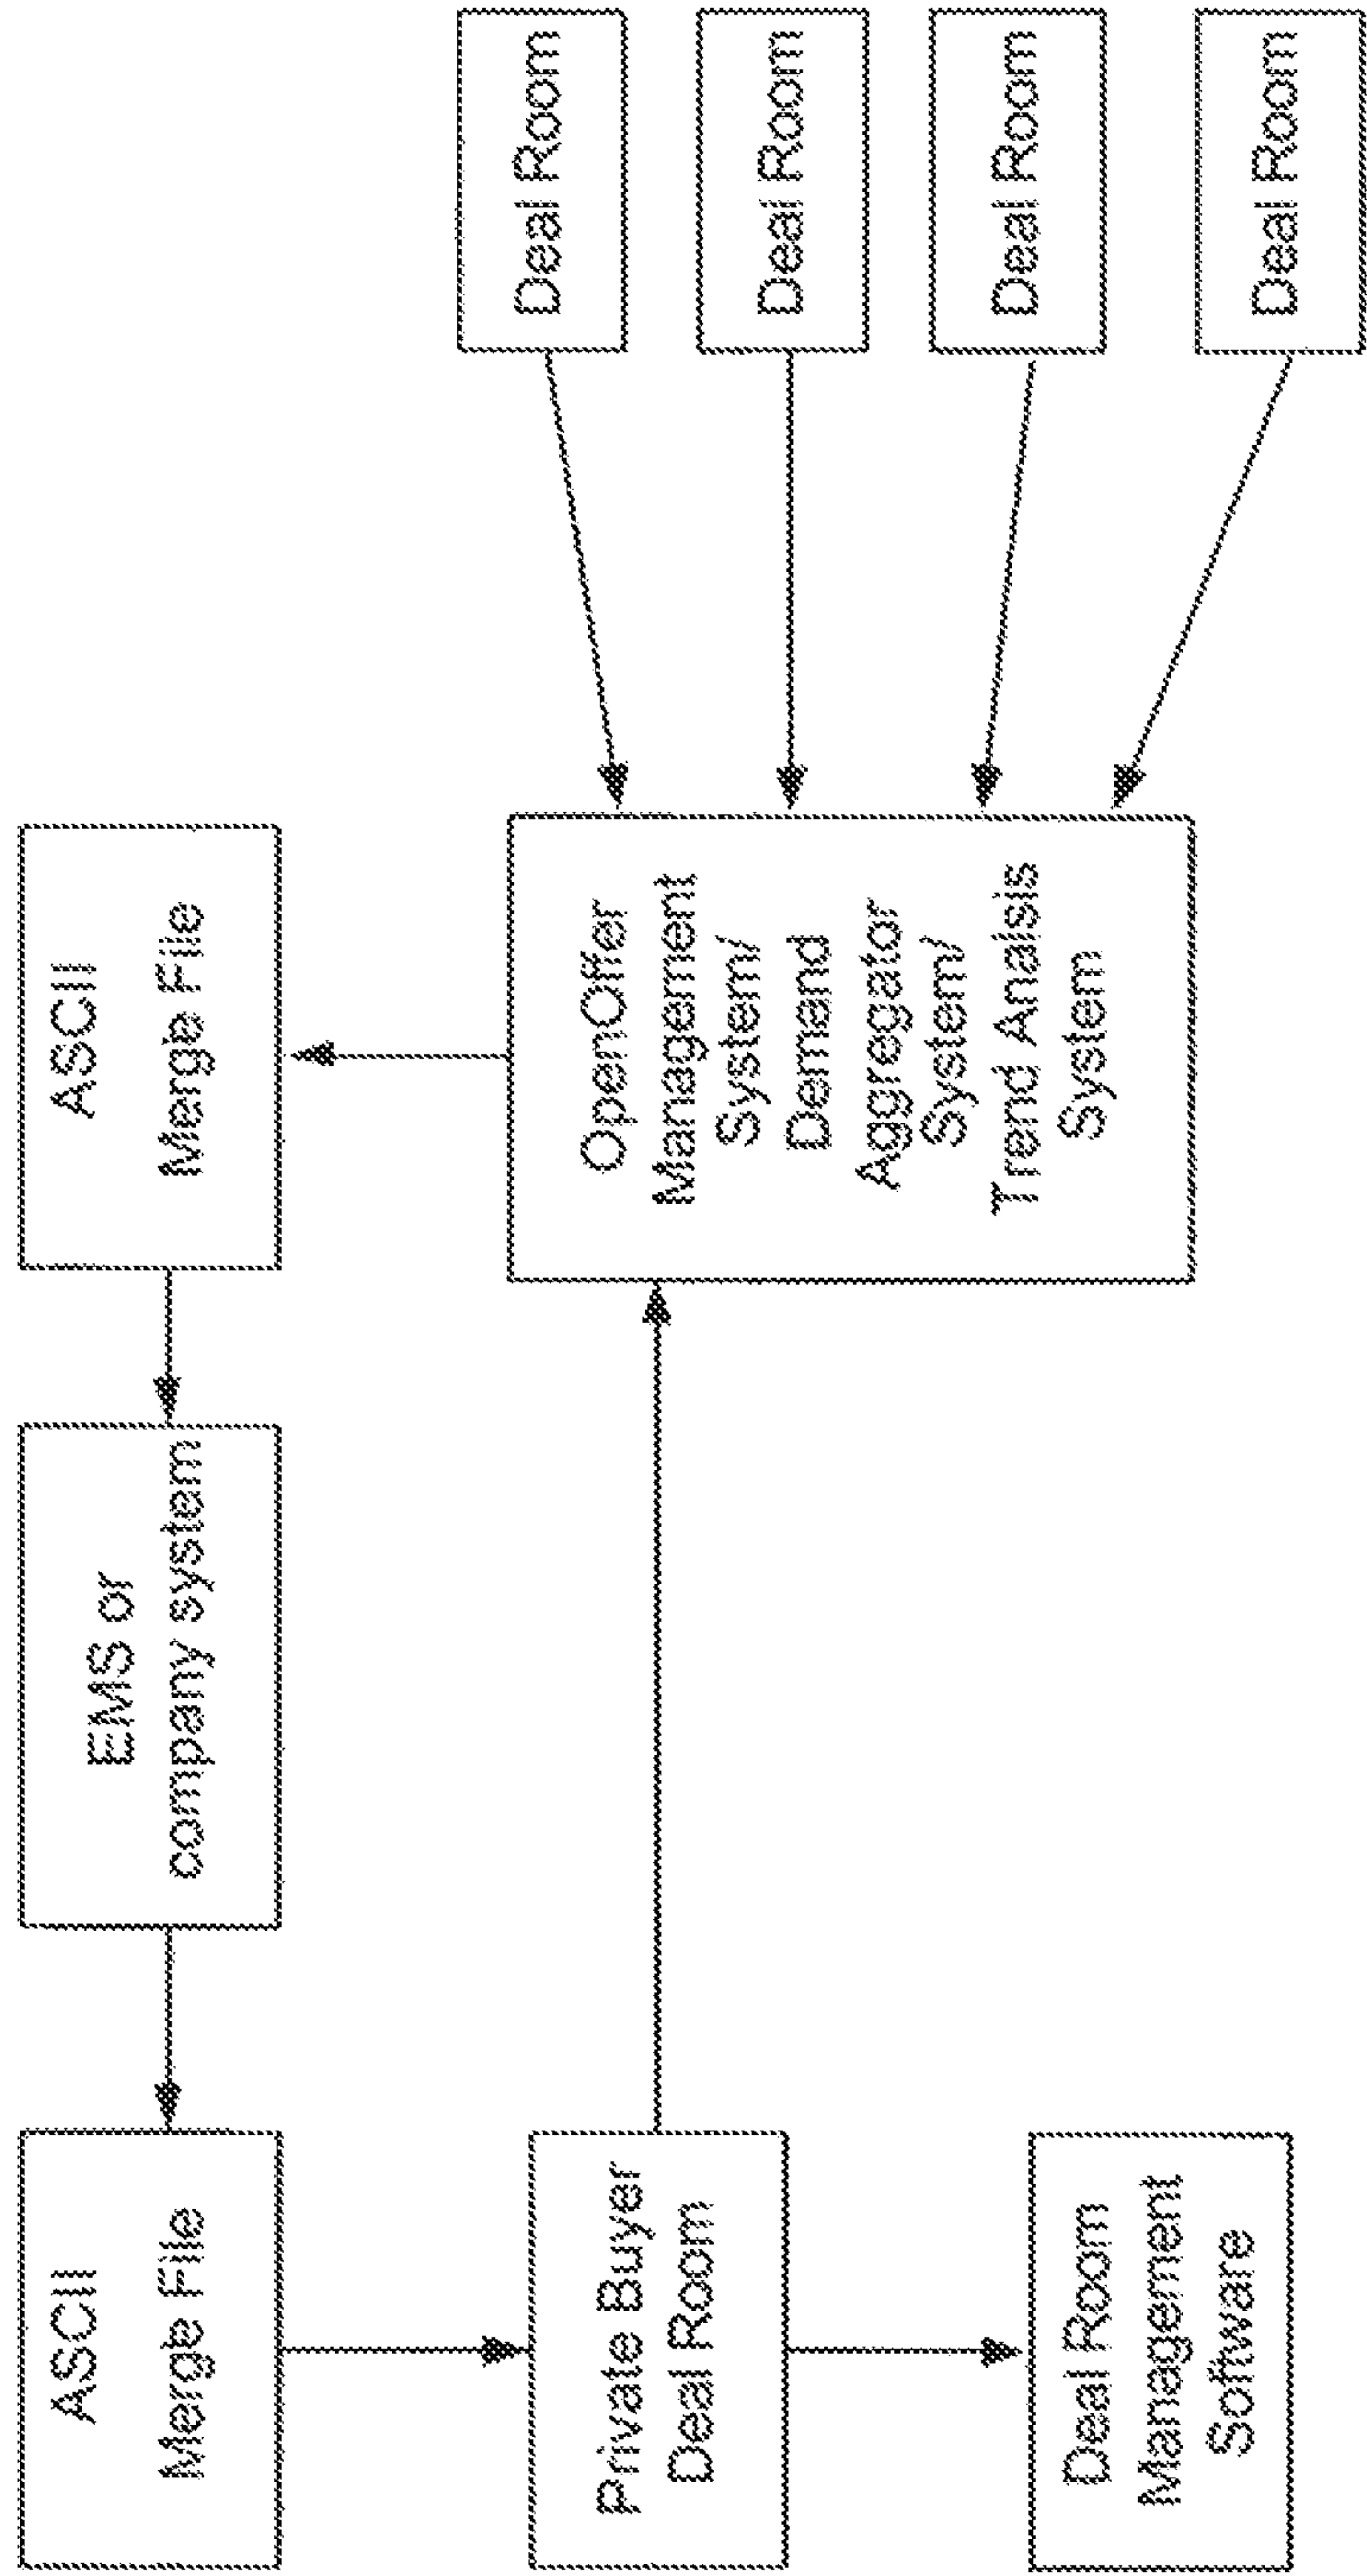 ASCII
Merge File
EMS or
company system
ASCII
Merge File
Private Buyer
Deal Room
OpenOffer
Management
System/
Demand
Aggregator
System/
Trend Analsis
System
Deal Room
Deal Room
Deal Room
Deal Room
Deal Room
Management
Software